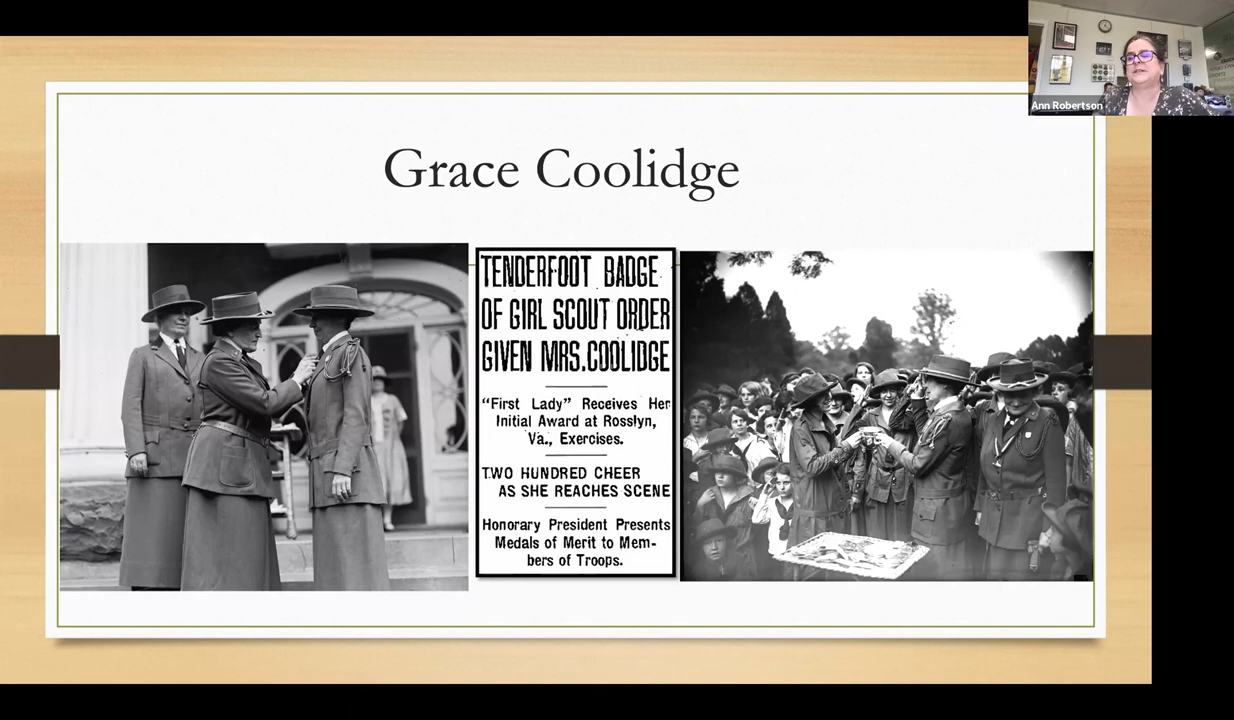 Ann Robertson
Grace Coolidge
TENDERFOOT BADGE
OF GIRL SCOUT ORDER
GIVEN MRS.COOLIDGE
“First Lady” Receives Her
Initial Award at Rosslyn,
Va., Exercises.
TWO HUNDRED CHEER
AS SHE REACHES SCENE
Honorary President Presents
Medals of Merit to Mem-
bers of Troops.